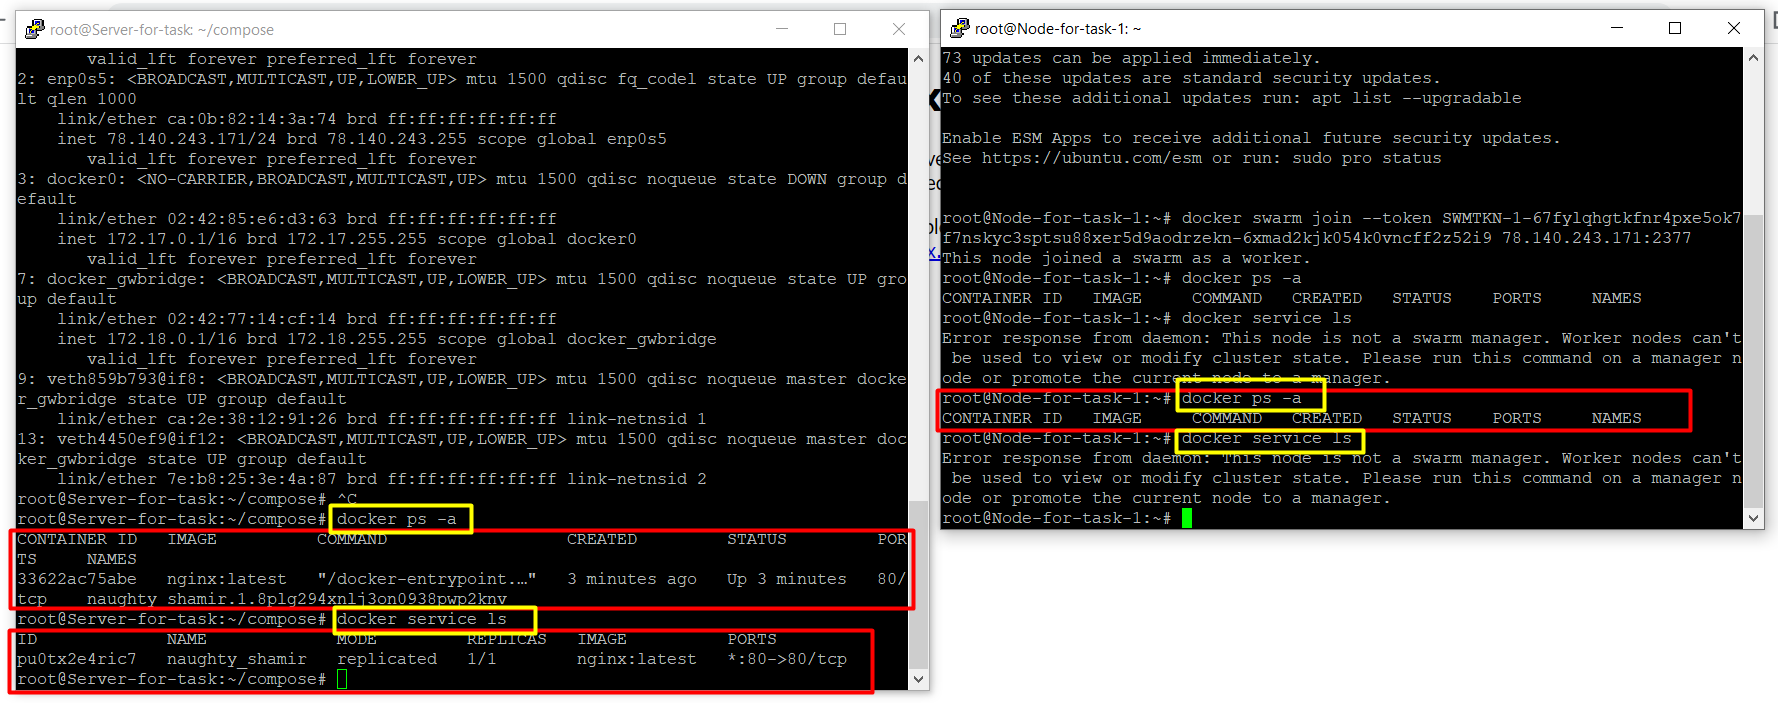 root@Server-for-task: ~/compose
valid_lft forever preferred_lft forever
2: enp0s5: <BROADCAST,MULTICAST,UP,LOWER_UP> mtu 1500 qdisc fq_codel state UP group defau
lt qlen 1000
link/ether ca:0b:82:14:3a:74 brd ff:ff:ff:ff:ff:ff
inet 78.140.243.171/24 brd 78.140.243.255 scope global enp0s5
valid_lft forever preferred_lft forever
3: docker0: <NO-CARRIER,BROADCAST,MULTICAST,UP> mtu 1500 qdisc noqueue state DOWN group d
efault
link/ether 02:42:85:e6:d3:63 brd ff:ff:ff:ff:ff:ff
inet 172.17.0.1/16 brd 172.17.255.255 scope global docker0
valid_lft forever preferred_lft forever
7: docker_gwbridge: <BROADCAST,MULTICAST,UP,LOWER_UP> mtu 1500 qdisc noqueue state UP gro
up default
link/ether 02:42:77:14:cf:14 brd ff:ff:ff:ff:ff:ff
inet 172.18.0.1/16 brd 172.18.255.255 scope global docker_gwbridge
valid_lft forever preferred_lft forever
9: veth859b793@if8: <BROADCAST,MULTICAST,UP,LOWER_UP> mtu 1500 qdisc noqueue master docke
r_gwbridge state UP group default
link/ether ca:2e:38:12:91:26 brd ff:ff:ff:ff:ff:ff link-netnsid 1
13: veth4450ef9@if12: <BROADCAST,MULTICAST,UP,LOWER_UP> mtu 1500 qdisc noqueue master doc
ker_gwbridge state UP group default
link/ether 7e:b8:25:3e:4a:87 brd ff:ff:ff:ff:ff:ff link-netnsid 2
root@Server-for-task:~/compose# ^C
root@Server-for-task:~/compose# docker ps -a
CONTAINER ID   IMAGE          COMMAND                  CREATED         STATUS         POR
TS     NAMES
33622ac75abe   nginx:latest   "/docker-entrypoint.…"   3 minutes ago   Up 3 minutes   80/
tcp    naughty_shamir.1.8plg294xnlj3on0938pwp2knv
root@Server-for-task:~/compose# docker service ls
ID             NAME             MODE         REPLICAS   IMAGE          PORTS
pu0tx2e4ric7   naughty_shamir   replicated   1/1        nginx:latest   *:80->80/tcp
root@Server-for-task:~/compose#
root@Node-for-task-1: ~
73 updates can be applied immediately.
40 of these updates are standard security updates.
To see these additional updates run: apt list --upgradable
Enable ESM Apps to receive additional future security updates.
See https://ubuntu.com/esm or run: sudo pro status
root@Node-for-task-1:~# docker swarm join --token SWMTKN-1-67fylqhgtkfnr4pxe5ok7
f7nskyc3sptsu88xer5d9aodrzekn-6xmad2kjk054k0vncff2z52i9 78.140.243.171:2377
This node joined a swarm as a worker.
root@Node-for-task-1:~# docker ps -a
CONTAINER ID   IMAGE     COMMAND   CREATED   STATUS    PORTS     NAMES
root@Node-for-task-1:~# docker service ls
Error response from daemon: This node is not a swarm manager. Worker nodes can't
be used to view or modify cluster state. Please run this command on a manager n
ode or promote the current node to a manager.
root@Node-for-task-1:~# docker ps -a
CONTAINER ID   IMAGE     COMMAND   CREATED   STATUS    PORTS     NAMES
root@Node-for-task-1:~# docker service ls
Error response from daemon: This node is not a swarm manager. Worker nodes can't
be used to view or modify cluster state. Please run this command on a manager n
ode or promote the current node to a manager.
root@Node-for-task-1:~#